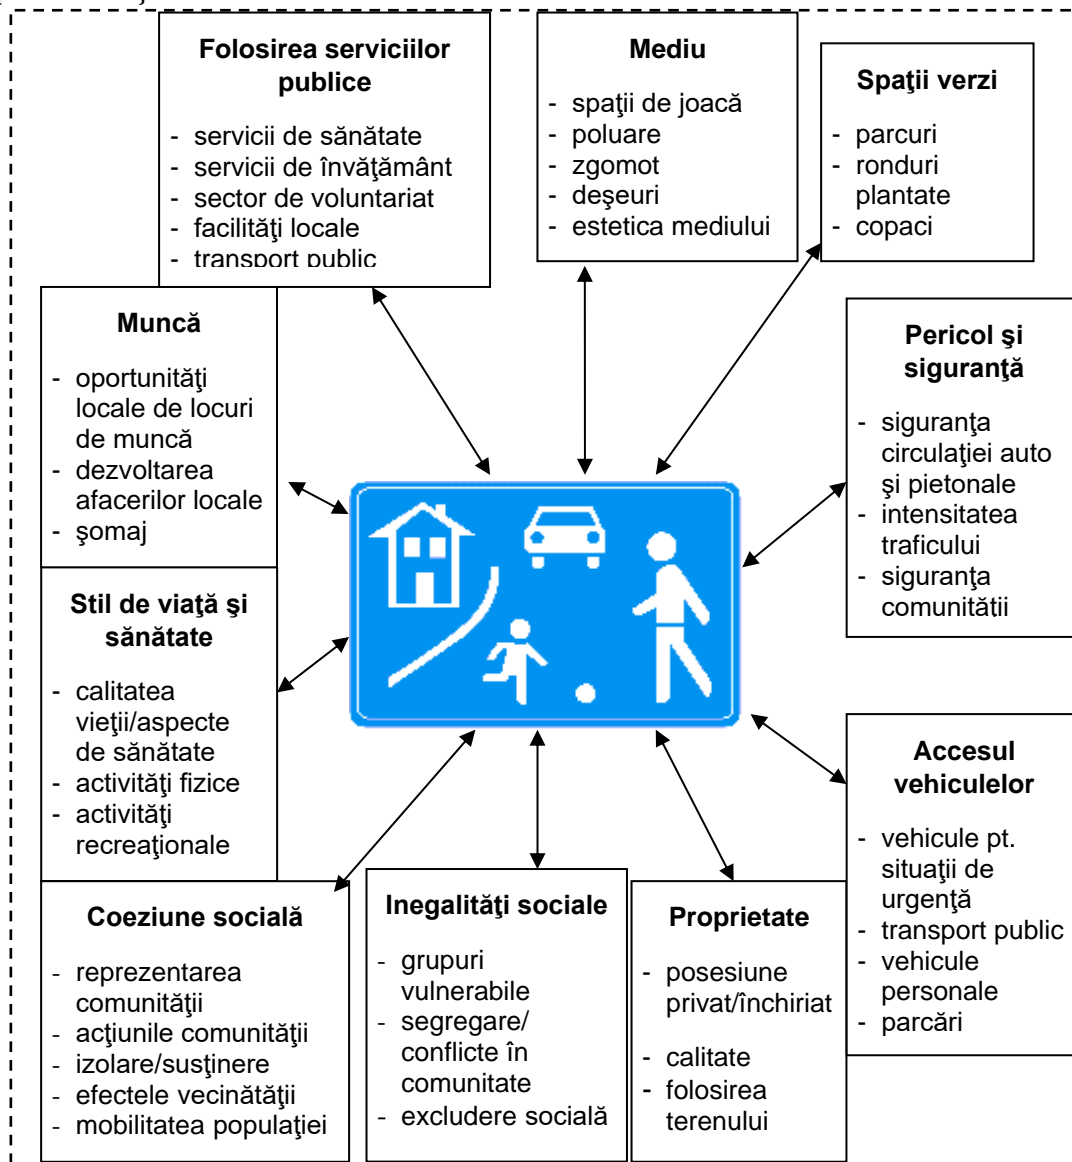 Folosirea serviciilor
publice
- servicii de sănătate
- servicii de învăţământ
- sector de voluntariat
- facilităţi locale
- transport public
Mediu
- spaţii de joacă
- poluare
- zgomot
- deşeuri
- estetica mediului
Spaţii verzi
- parcuri
- ronduri
plantate
- copaci
Muncă
- oportunităţi
locale de locuri
de muncă
- dezvoltarea
afacerilor locale
- şomaj
Pericol şi
siguranţă
- siguranţa
circulaţiei auto
şi pietonale
- intensitatea
traficului
- siguranţa
comunităţii
Stil de viaţă şi
sănătate
- calitatea
vieţii/aspecte
de sănătate
- activităţi fizice
- activităţi
recreaţionale
Accesul
vehiculelor
- vehicule pt.
situaţii de
urgenţă
- transport public
- vehicule
personale
- parcări
Coeziune socială
- reprezentarea
comunităţii
- acţiunile comunităţii
- izolare/susţinere
- efectele vecinătăţii
- mobilitatea populaţiei
Inegalităţi sociale
- grupuri
vulnerabile
- segregare/
conflicte în
comunitate
- excludere socială
Proprietate
- posesiune
privat/închiriat
- calitate
- folosirea
terenului